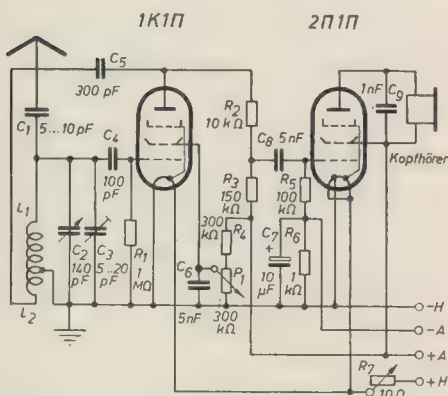 1К1П
2П1П
C5
300 pF
C1
5...10 pF
C4
100 pF
R2
10 kΩ
C8 5nF
1nF C9
Kopfhörer
L1
L2
C2
140 pF
C3
5...20 pF
R1
1 MΩ
C6
5nF
R3
150 kΩ
300 kΩ
R4
P1
300 kΩ
R5
100 kΩ
C7
+
10 µF
R6
1 kΩ
-H
-A
+A
R7
+H
10Ω